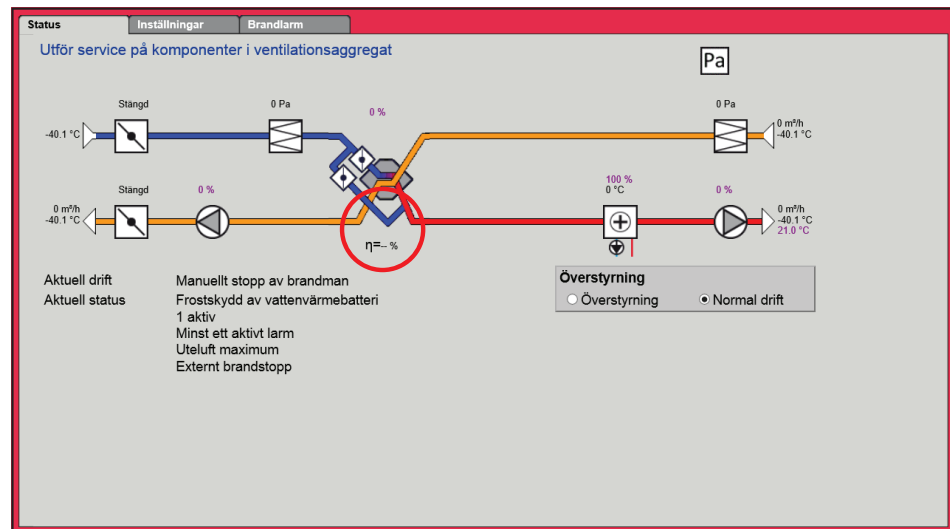 Status Inställningar Brandlarm
Utför service på komponenter i ventilationsaggregat
Pa
Stängd 0 Pa 0 % 0 Pa
-40.1 °C
0 m³/h
-40.1 °C
Stängd 0 % 100 %
0 °C
0 %
0 m³/h
-40.1 °C
0 m³/h
-40.1 °C
21.0 °C
η=-- %
Aktuell drift Manuellt stopp av brandman
Aktuell status Frostskydd av vattenvärmebatteri
1 aktiv
Minst ett aktivt larm
Uteluft maximum
Externt brandstopp
Överstyrning
Överstyrning Normal drift